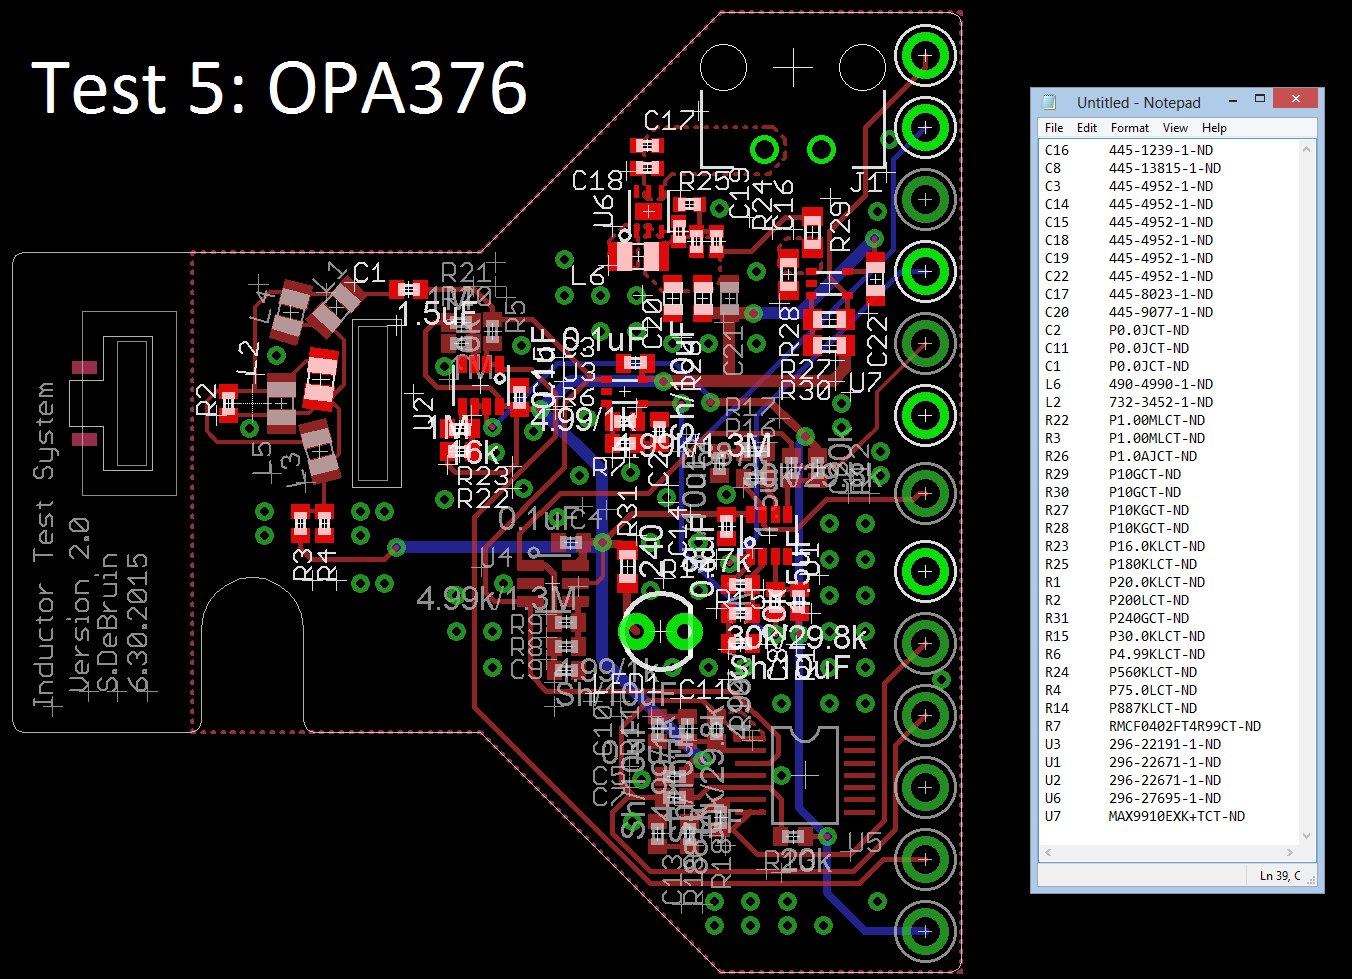 Test 5: OPA376
C17
C18
R25
U6
C19
R24
R16
J1
R29
L6
C20
C21
R28
C22
R27
R30
U7
K1
C1
L4
R21
1.5uF
R5
0.1uF
L2
R2
U2
L5
L3
4.99/1k
16k
R23
R22
R7
R3
R4
0.1uF
C4
U4
R31
240
C14
4.99k/1.3M
R9
R8
C9
30k/29.8k
Sh/10uF
LED1
C11
U5
20k
C13
R18
Inductor Test System
Version 2.0
S.DeBruin
6.30.2015
Untitled - Notepad
File Edit Format View Help
C16 445-1239-1-ND
C8 445-13815-1-ND
C3 445-4952-1-ND
C14 445-4952-1-ND
C15 445-4952-1-ND
C18 445-4952-1-ND
C19 445-4952-1-ND
C22 445-4952-1-ND
C17 445-8023-1-ND
C20 445-9077-1-ND
C2 P0.0JCT-ND
C11 P0.0JCT-ND
C1 P0.0JCT-ND
L6 490-4990-1-ND
L2 732-3452-1-ND
R22 P1.00MLCT-ND
R3 P1.00MLCT-ND
R26 P1.0AJCT-ND
R29 P10GCT-ND
R30 P10GCT-ND
R27 P10KGCT-ND
R28 P10KGCT-ND
R23 P16.0KLCT-ND
R25 P180KLCT-ND
R1 P20.0KLCT-ND
R2 P200LCT-ND
R31 P240GCT-ND
R15 P30.0KLCT-ND
R6 P4.99KLCT-ND
R24 P560KLCT-ND
R4 P75.0LCT-ND
R14 P887KLCT-ND
R7 RMCF0402FT4R99CT-ND
U3 296-22191-1-ND
U1 296-22671-1-ND
U2 296-22671-1-ND
U6 296-27695-1-ND
U7 MAX9910EXK+TCT-ND
Ln 39, C